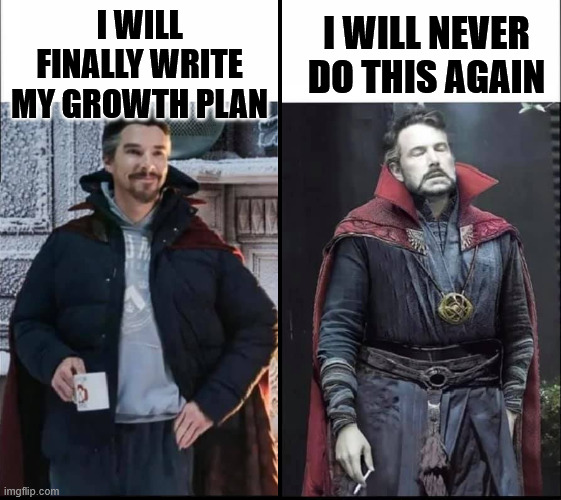 I WILL
FINALLY WRITE
MY GROWTH PLAN
I WILL NEVER
DO THIS AGAIN
imgflip.com